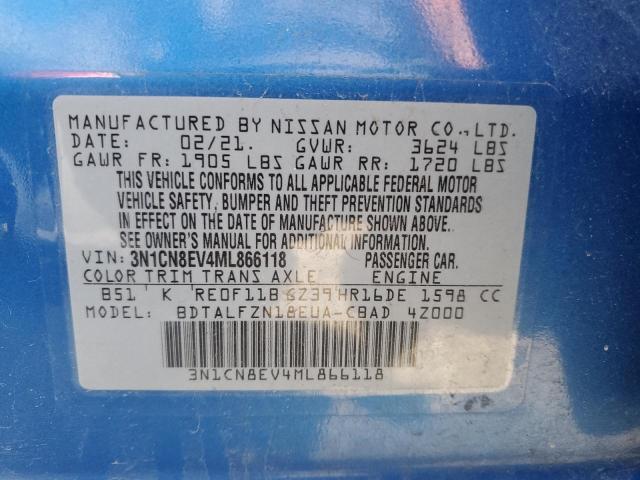 MANUFACTURED BY NISSAN MOTOR CO.,LTD.
DATE: 02/21. GVWR: 3624 LBS
GAWR FR: 1905 LBS GAWR RR: 1720 LBS
THIS VEHICLE CONFORMS TO ALL APPLICABLE FEDERAL MOTOR
VEHICLE SAFETY, BUMPER AND THEFT PREVENTION STANDARDS
IN EFFECT ON THE DATE OF MANUFACTURE SHOWN ABOVE.
SEE OWNER'S MANUAL FOR ADDITIONAL INFORMATION.
VIN: 3N1CN8EV4ML866118 PASSENGER CAR.
COLOR TRIM TRANS AXLE ENGINE
B51 K RE0F11B GZ39 HR16DE 1598 CC
MODEL: BDTALFZN18EUA-CBAD 4Z000
3N1CN8EV4ML866118